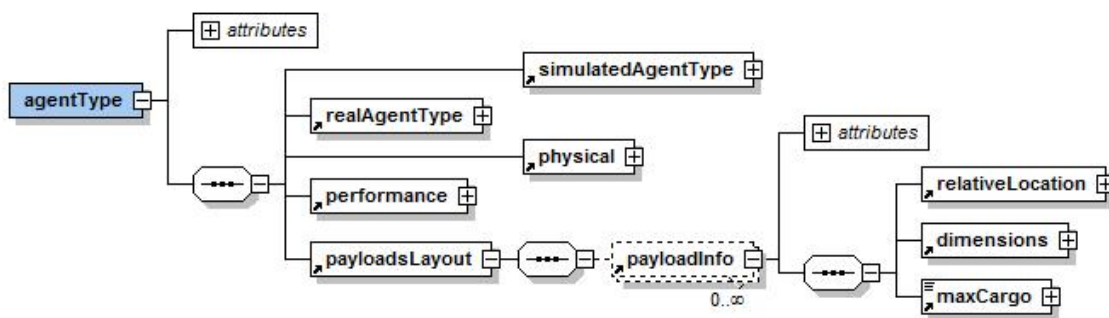 attributes
agentType
simulatedAgentType
realAgentType
physical
performance
payloadsLayout
payloadInfo
0..∞
attributes
relativeLocation
dimensions
maxCargo